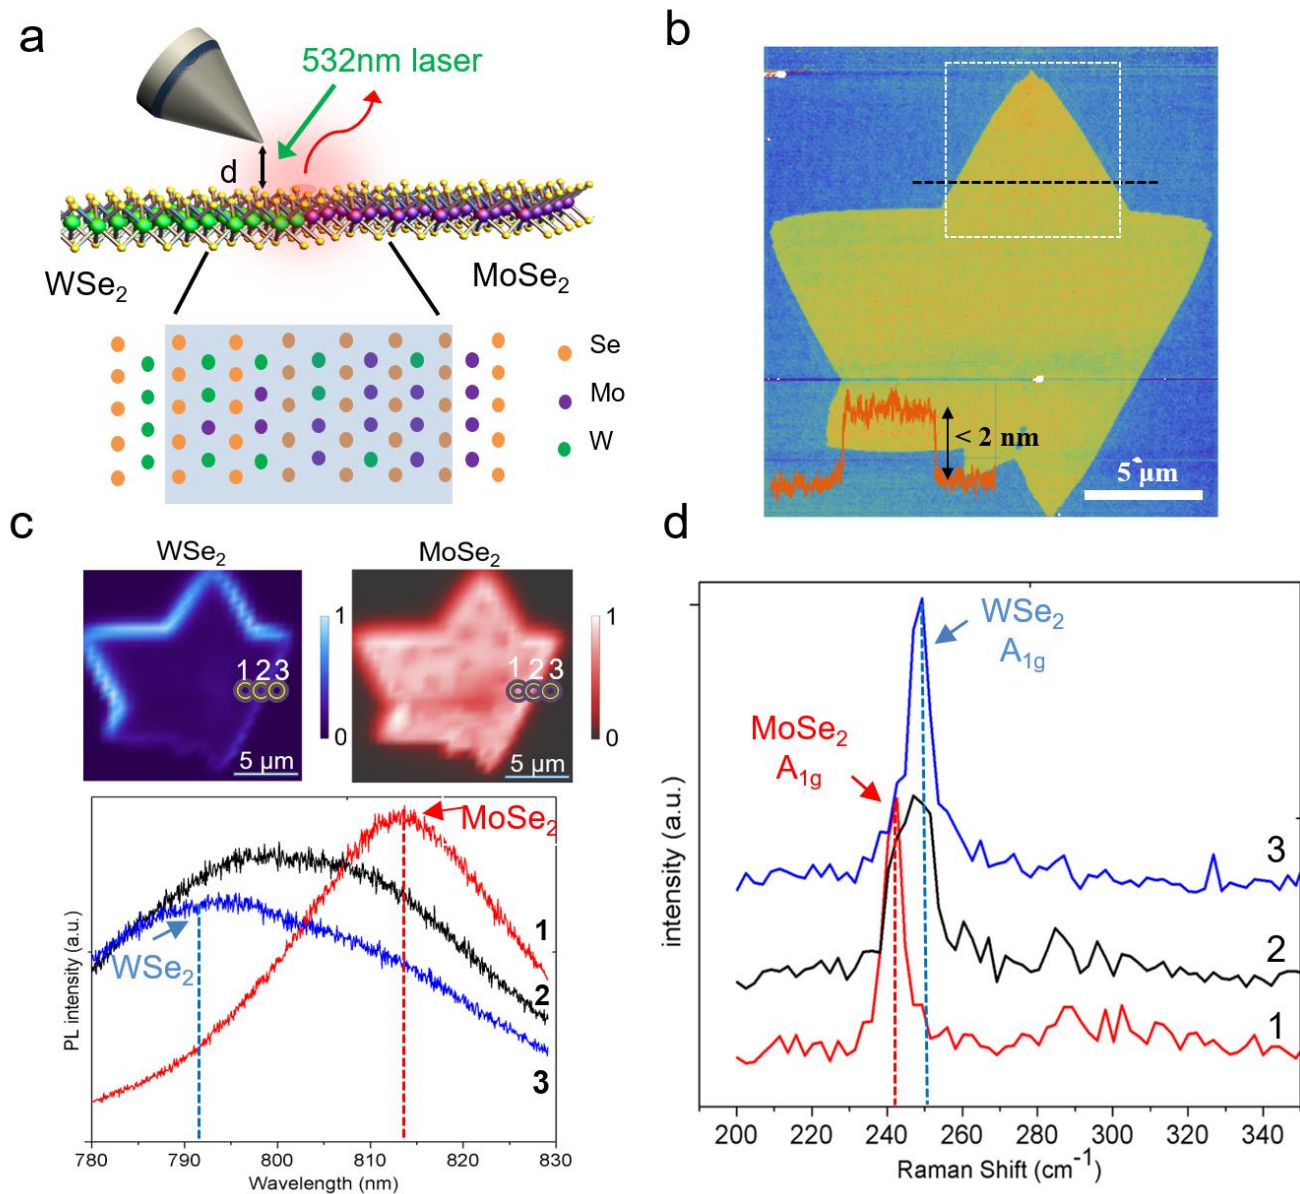 a
532nm laser
d
WSe₂
MoSe₂
Se
Mo
W
b
< 2 nm
5 μm
c
WSe₂
MoSe₂
1
0
1
0
1 2 3
1 2 3
5 μm
5 μm
PL intensity (a.u.)
MoSe₂
WSe₂
1
2
3
780 790 800 810 820 830
Wavelength (nm)
d
intensity (a.u.)
WSe₂
A₁g
MoSe₂
A₁g
3
2
1
200 220 240 260 280 300 320 340
Raman Shift (cm⁻¹)